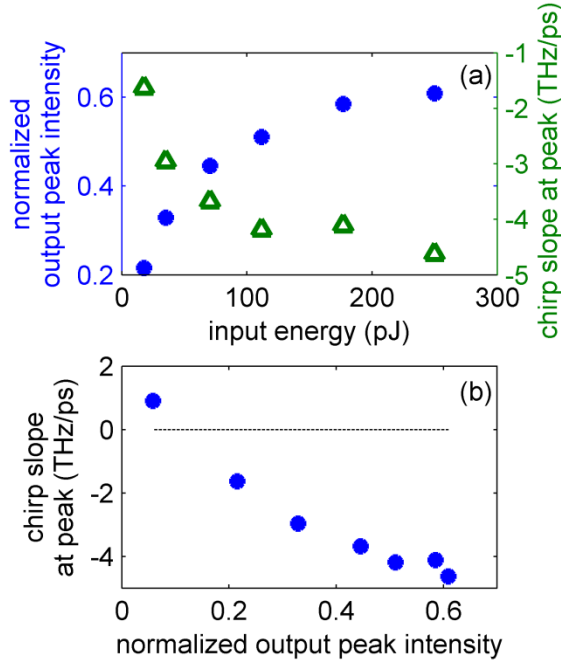 (a)
normalized
output peak intensity
0.6
0.4
0.2
-1
-2
-3
-4
-5
chirp slope at peak (THz/ps)
0 100 200 300
input energy (pJ)
(b)
chirp slope
at peak (THz/ps)
2
0
-2
-4
0 0.2 0.4 0.6
normalized output peak intensity